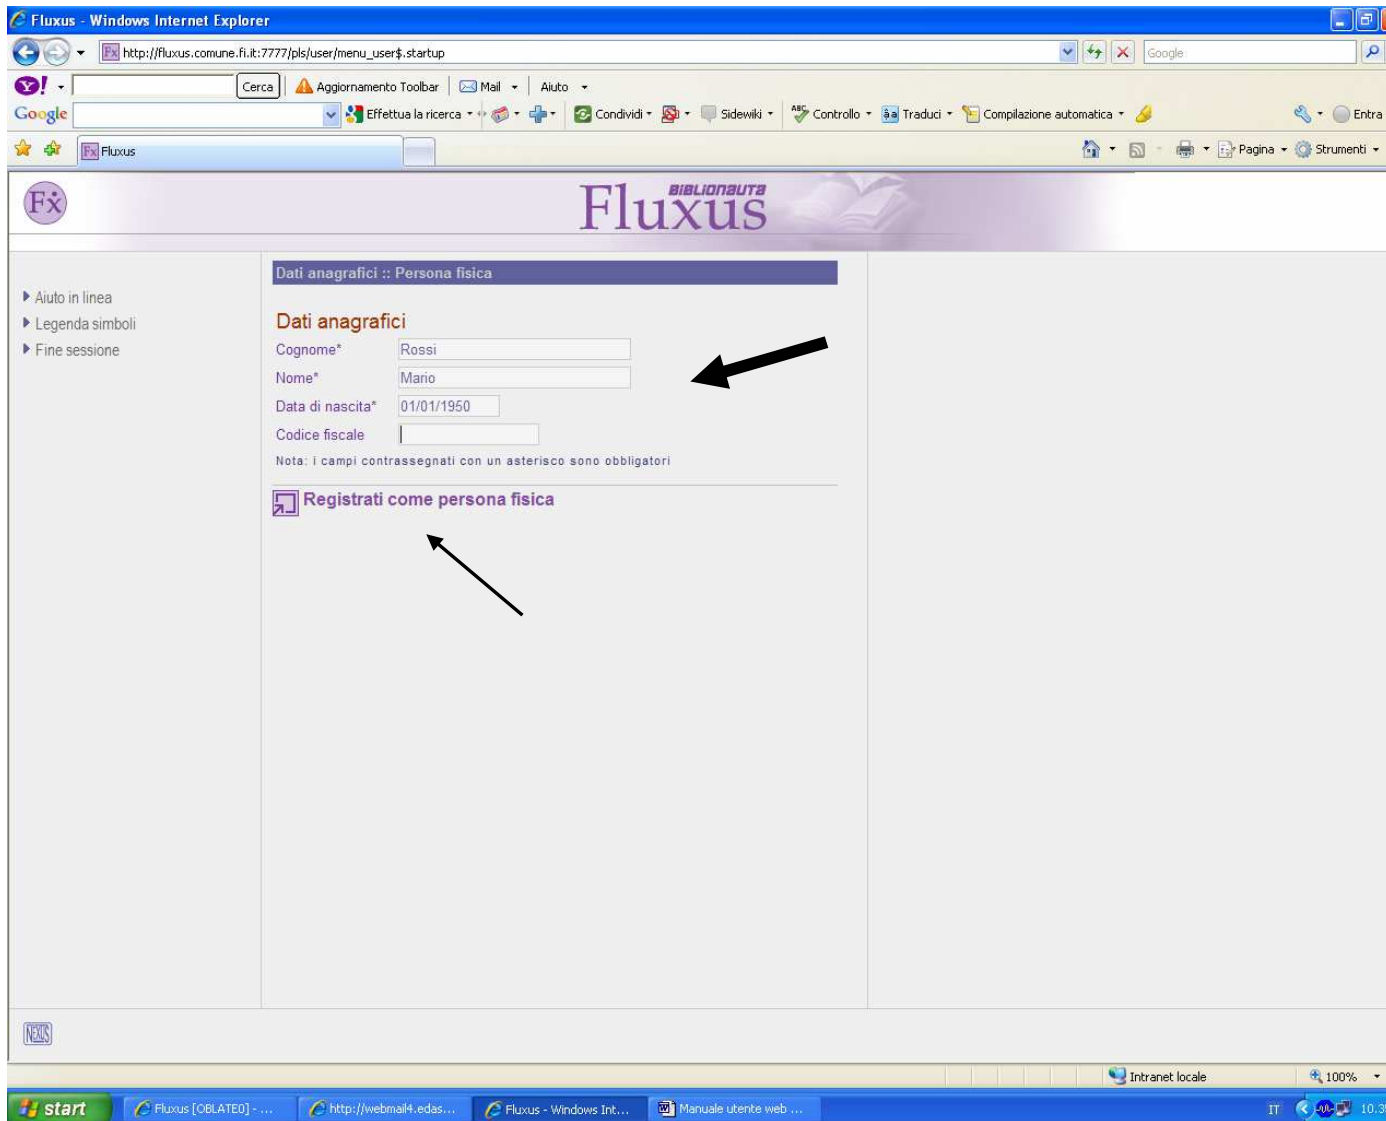 Fluxus - Windows Internet Explorer
http://fluxus.comune.fi.it:7777/pls/user/menu_user$.startup
Google
Cerca
Aggiornamento Toolbar
Mail
Aiuto
Google
Effettua la ricerca
Condividi
Sidewiki
Controllo
Traduci
Compilazione automatica
Entra
Fluxus
Pagina
Strumenti
Fx
BIBLIONAUTA
Fluxus
Aiuto in linea
Legenda simboli
Fine sessione
Dati anagrafici :: Persona fisica
Dati anagrafici
Cognome* Rossi
Nome* Mario
Data di nascita* 01/01/1950
Codice fiscale
Nota: i campi contrassegnati con un asterisco sono obbligatori
Registrati come persona fisica
NEXUS
Intranet locale
100%
start
Fluxus [OBLATE0] - ...
http://webmail4.edas...
Fluxus - Windows Int...
Manuale utente web ...
IT